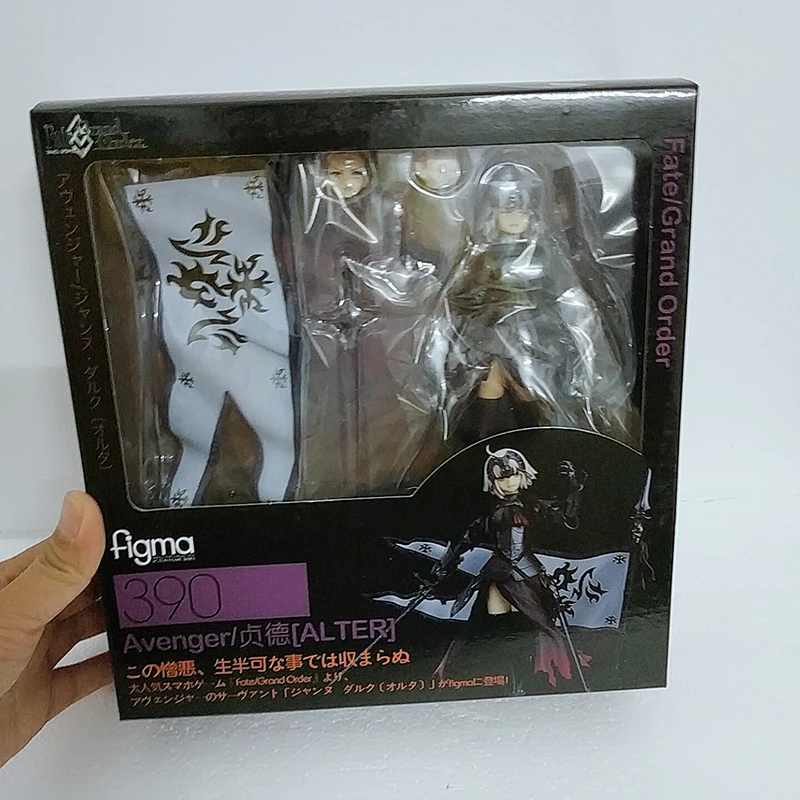 Fate/Grand Order
アヴェンジャー/ジャンヌ・ダルク〔オルタ〕
Fate/Grand Order
figma
390
Avenger/贞德[ALTER]
この憎悪、生半可な事では収まらぬ
大人気スマホゲーム『Fate/Grand Order』より、
アヴェンジャーのサーヴァント「ジャンヌ ダルク〔オルタ〕」がfigmaに登場!